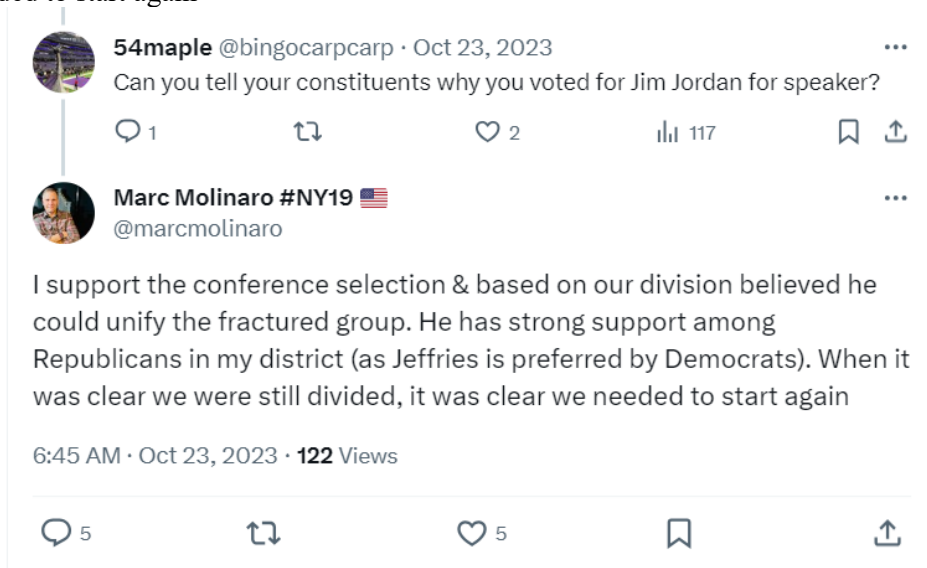 to start again
54maple @bingocarpcarp · Oct 23, 2023
Can you tell your constituents why you voted for Jim Jordan for speaker?
1 2 117
Marc Molinaro #NY19 🇺🇸
@marcmolinaro
I support the conference selection & based on our division believed he
could unify the fractured group. He has strong support among
Republicans in my district (as Jeffries is preferred by Democrats). When it
was clear we were still divided, it was clear we needed to start again
6:45 AM · Oct 23, 2023 · 122 Views
5 5